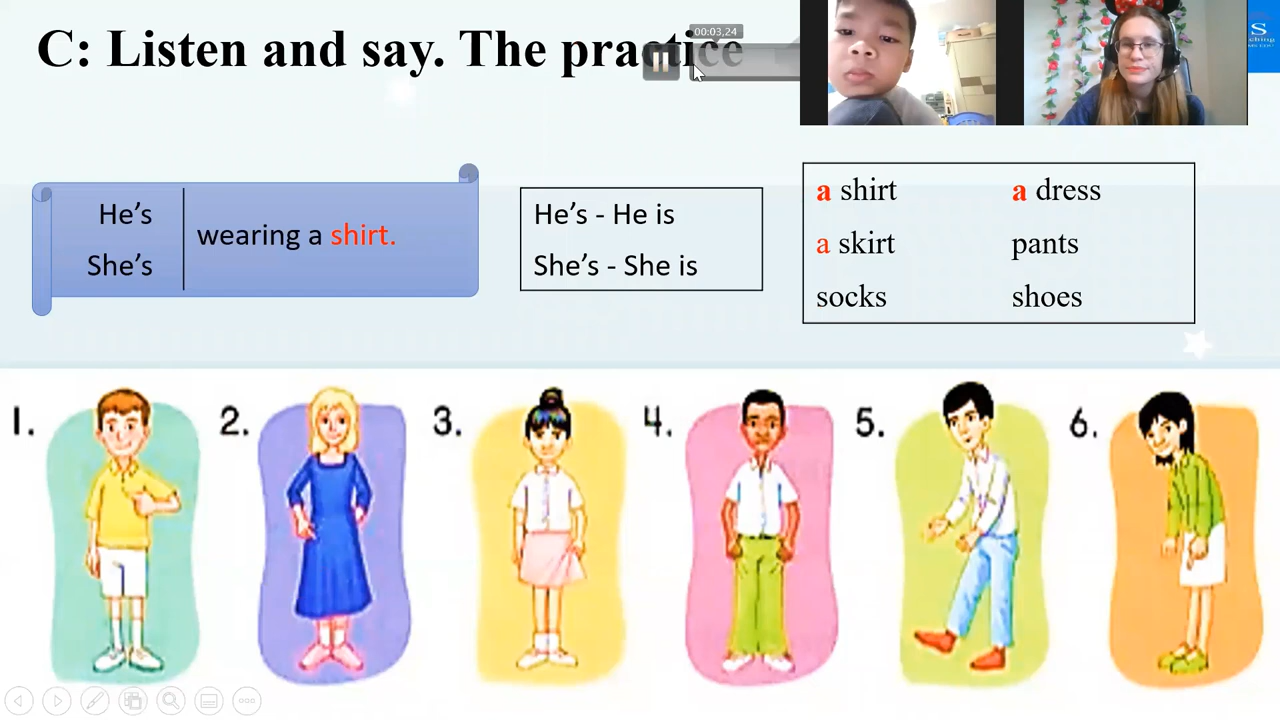 C: Listen and say. The practice
00:03,24
S
He's
She's
wearing a shirt.
He's - He is
She's - She is
a shirt
a dress
a skirt
pants
socks
shoes
1.
2.
3.
4.
5.
6.